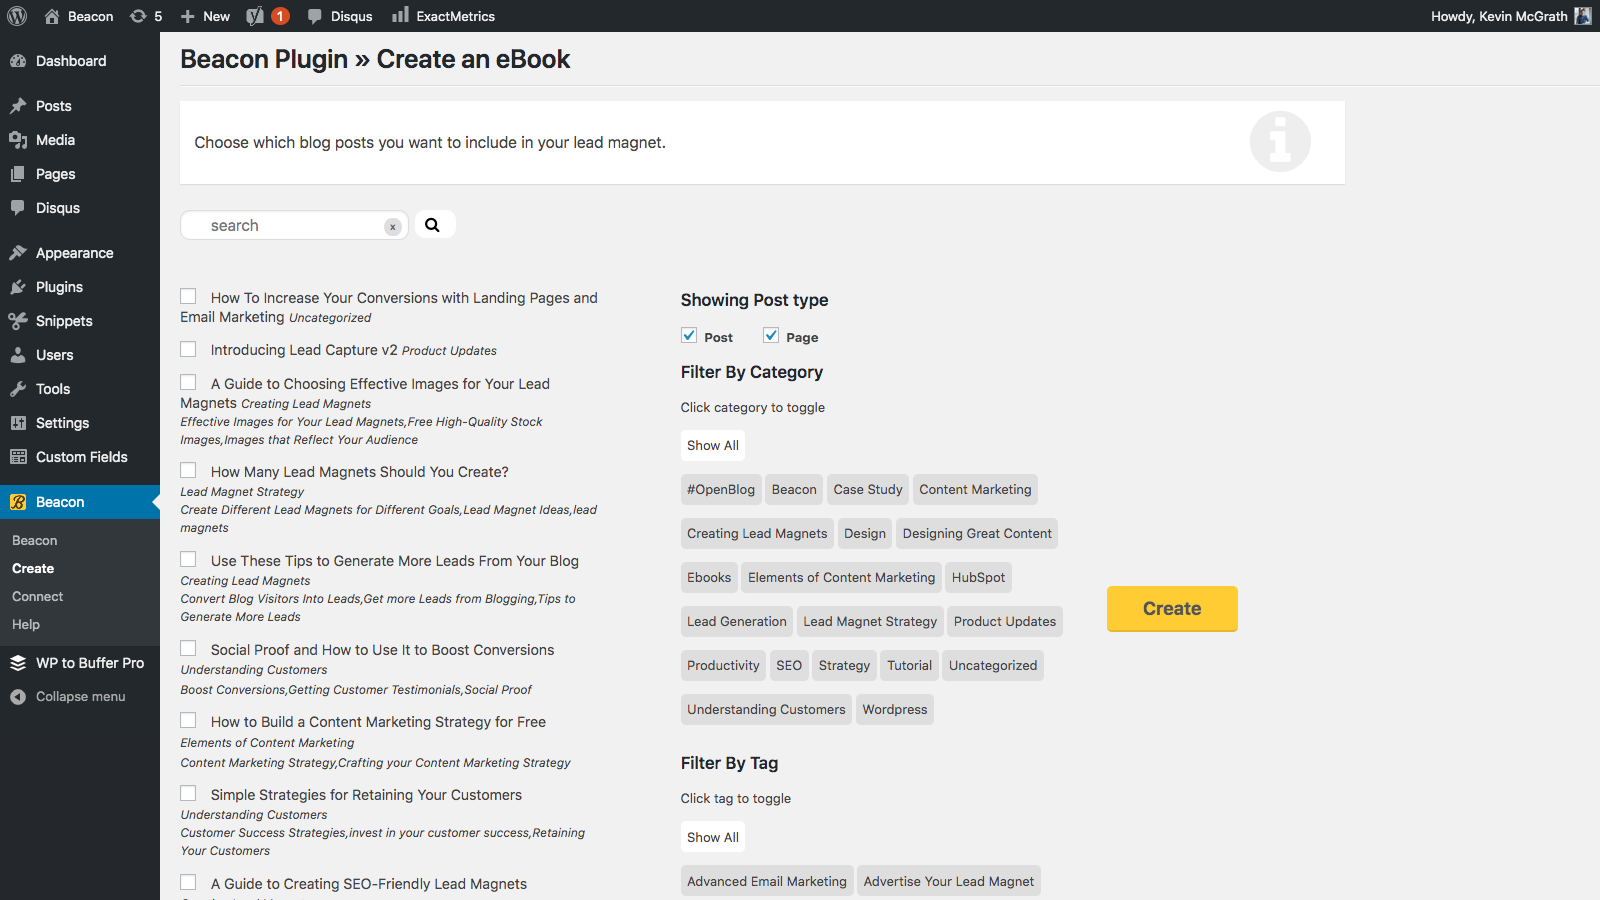 Beacon 5 New 1 Disqus ExactMetrics Howdy, Kevin McGrath
Dashboard
Posts
Media
Pages
Disqus
Appearance
Plugins
Snippets
Users
Tools
Settings
Custom Fields
Beacon
Beacon
Create
Connect
Help
WP to Buffer Pro
Collapse menu
Beacon Plugin » Create an eBook
Choose which blog posts you want to include in your lead magnet.
search x
How To Increase Your Conversions with Landing Pages and
Email Marketing Uncategorized
Introducing Lead Capture v2 Product Updates
A Guide to Choosing Effective Images for Your Lead
Magnets Creating Lead Magnets
Effective Images for Your Lead Magnets,Free High-Quality Stock
Images,Images that Reflect Your Audience
How Many Lead Magnets Should You Create?
Lead Magnet Strategy
Create Different Lead Magnets for Different Goals,Lead Magnet Ideas,lead
magnets
Use These Tips to Generate More Leads From Your Blog
Creating Lead Magnets
Convert Blog Visitors Into Leads,Get more Leads from Blogging,Tips to
Generate More Leads
Social Proof and How to Use It to Boost Conversions
Understanding Customers
Boost Conversions,Getting Customer Testimonials,Social Proof
How to Build a Content Marketing Strategy for Free
Elements of Content Marketing
Content Marketing Strategy,Crafting your Content Marketing Strategy
Simple Strategies for Retaining Your Customers
Understanding Customers
Customer Success Strategies,invest in your customer success,Retaining
Your Customers
A Guide to Creating SEO-Friendly Lead Magnets
Showing Post type
Post Page
Filter By Category
Click category to toggle
Show All
#OpenBlog Beacon Case Study Content Marketing
Creating Lead Magnets Design Designing Great Content
Ebooks Elements of Content Marketing HubSpot
Lead Generation Lead Magnet Strategy Product Updates
Productivity SEO Strategy Tutorial Uncategorized
Understanding Customers Wordpress
Filter By Tag
Click tag to toggle
Show All
Advanced Email Marketing Advertise Your Lead Magnet
Create